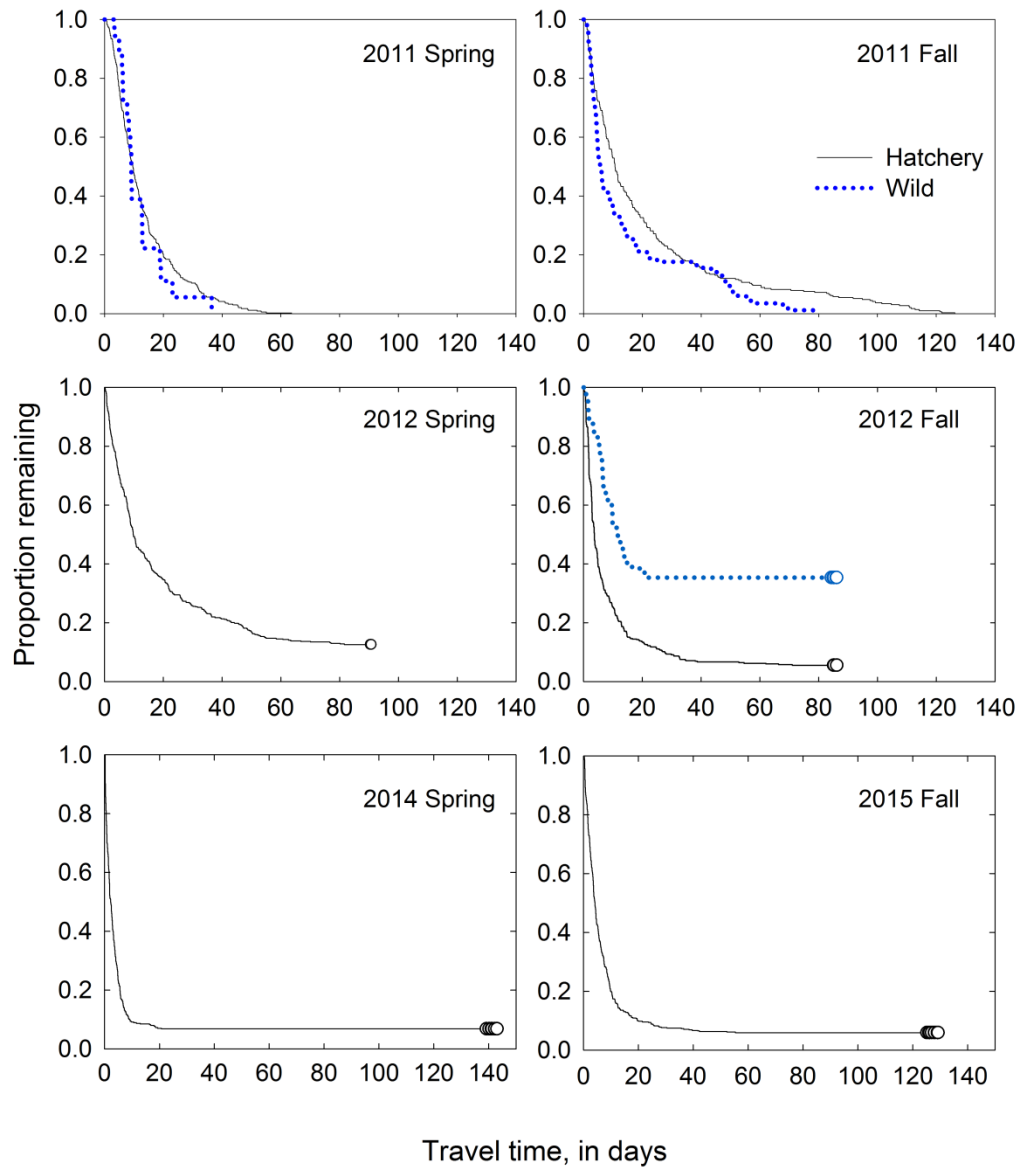 2011 Spring
1.0
0.8
0.6
0.4
0.2
0.0
0 20 40 60 80 100 120 140
2011 Fall
Hatchery
Wild
1.0
0.8
0.6
0.4
0.2
0.0
0 20 40 60 80 100 120 140
Proportion remaining
2012 Spring
1.0
0.8
0.6
0.4
0.2
0.0
0 20 40 60 80 100 120 140
2012 Fall
1.0
0.8
0.6
0.4
0.2
0.0
0 20 40 60 80 100 120 140
2014 Spring
1.0
0.8
0.6
0.4
0.2
0.0
0 20 40 60 80 100 120 140
2015 Fall
1.0
0.8
0.6
0.4
0.2
0.0
0 20 40 60 80 100 120 140
Travel time, in days